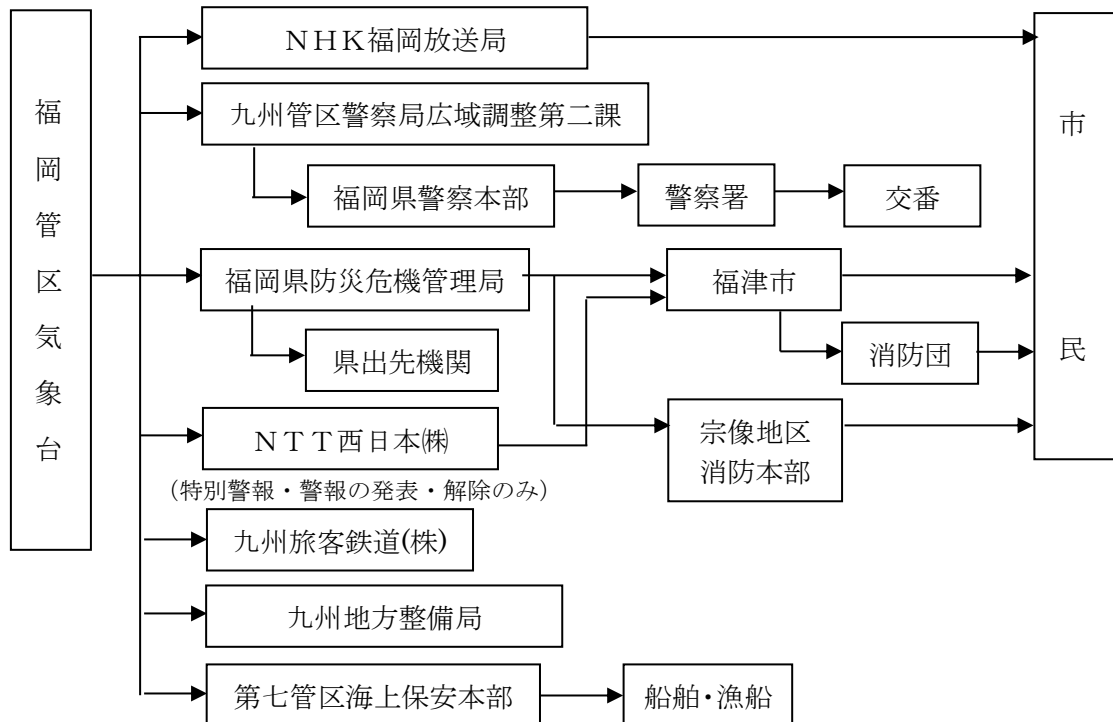 福岡管区気象台
ＮＨＫ福岡放送局
九州管区警察局広域調整第二課
福岡県警察本部
警察署
交番
福岡県防災危機管理局
福津市
県出先機関
消防団
ＮＴＴ西日本㈱
（特別警報・警報の発表・解除のみ）
宗像地区
消防本部
九州旅客鉄道(株)
九州地方整備局
第七管区海上保安本部
船舶･漁船
市民